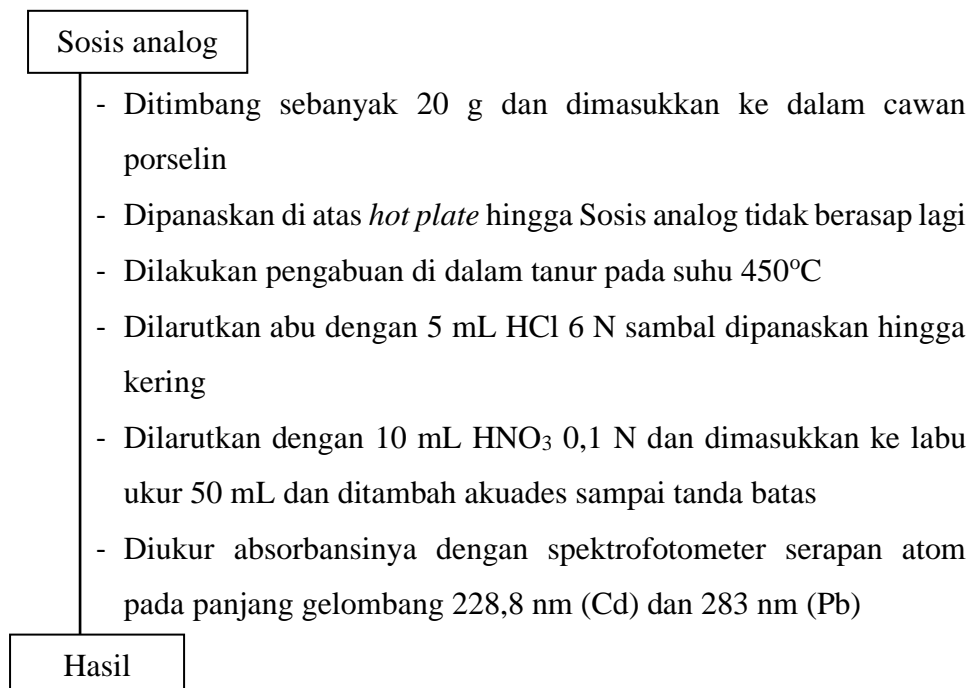 Sosis analog
- Ditimbang sebanyak 20 g dan dimasukkan ke dalam cawan
porselin
- Dipanaskan di atas hot plate hingga Sosis analog tidak berasap lagi
- Dilakukan pengabuan di dalam tanur pada suhu 450°C
- Dilarutkan abu dengan 5 mL HCl 6 N sambal dipanaskan hingga
kering
- Dilarutkan dengan 10 mL HNO₃ 0,1 N dan dimasukkan ke labu
ukur 50 mL dan ditambah akuades sampai tanda batas
- Diukur absorbansinya dengan spektrofotometer serapan atom
pada panjang gelombang 228,8 nm (Cd) dan 283 nm (Pb)
Hasil